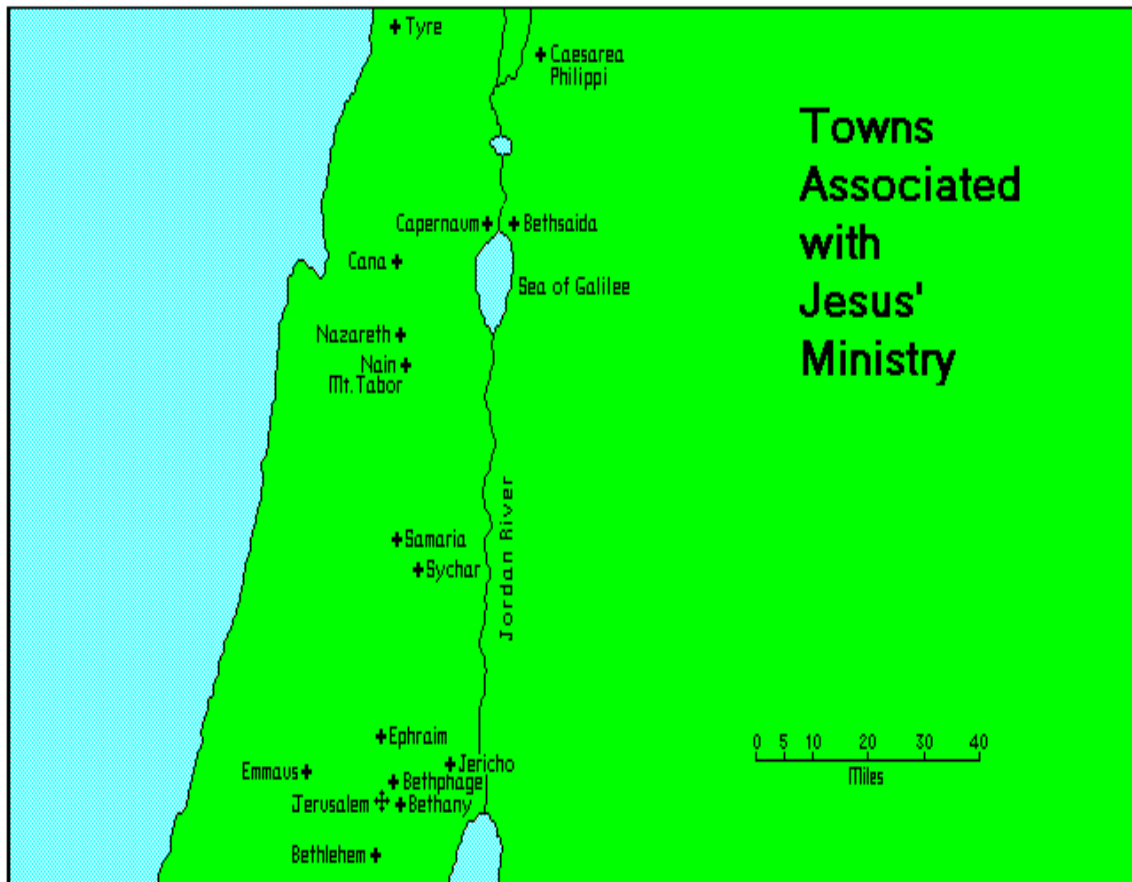 Tyre
Caesarea
Philippi
Towns
Associated
with
Jesus'
Ministry
Capernaum
Bethsaida
Cana
Sea of Galilee
Nazareth
Nain
Mt. Tabor
Jordan River
Samaria
Sychar
Ephraim
0 5 10 20 30 40
Miles
Jericho
Emmaus
Bethphage
Jerusalem
Bethany
Bethlehem